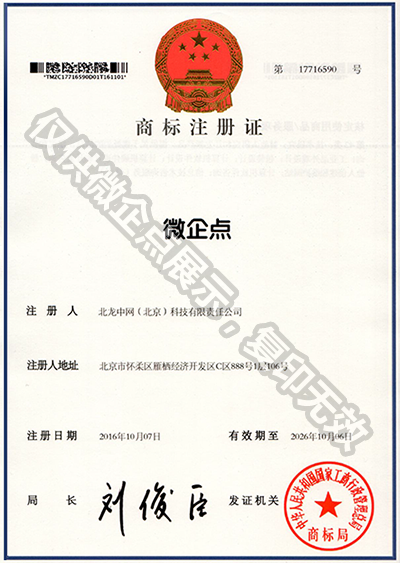 *TMZC17716590D01T161101*
第 17716590 号
商标注册证
微企点
注册人 北龙中网（北京）科技有限责任公司
注册人地址 北京市怀柔区雁栖经济开发区C区888号1层106号
注册日期 2016年10月07日 有效期至 2026年10月06日
局长 刘俊臣 发证机关
中华人民共和国国家工商行政管理总局
商标局
仅供微企点展示，复印无效